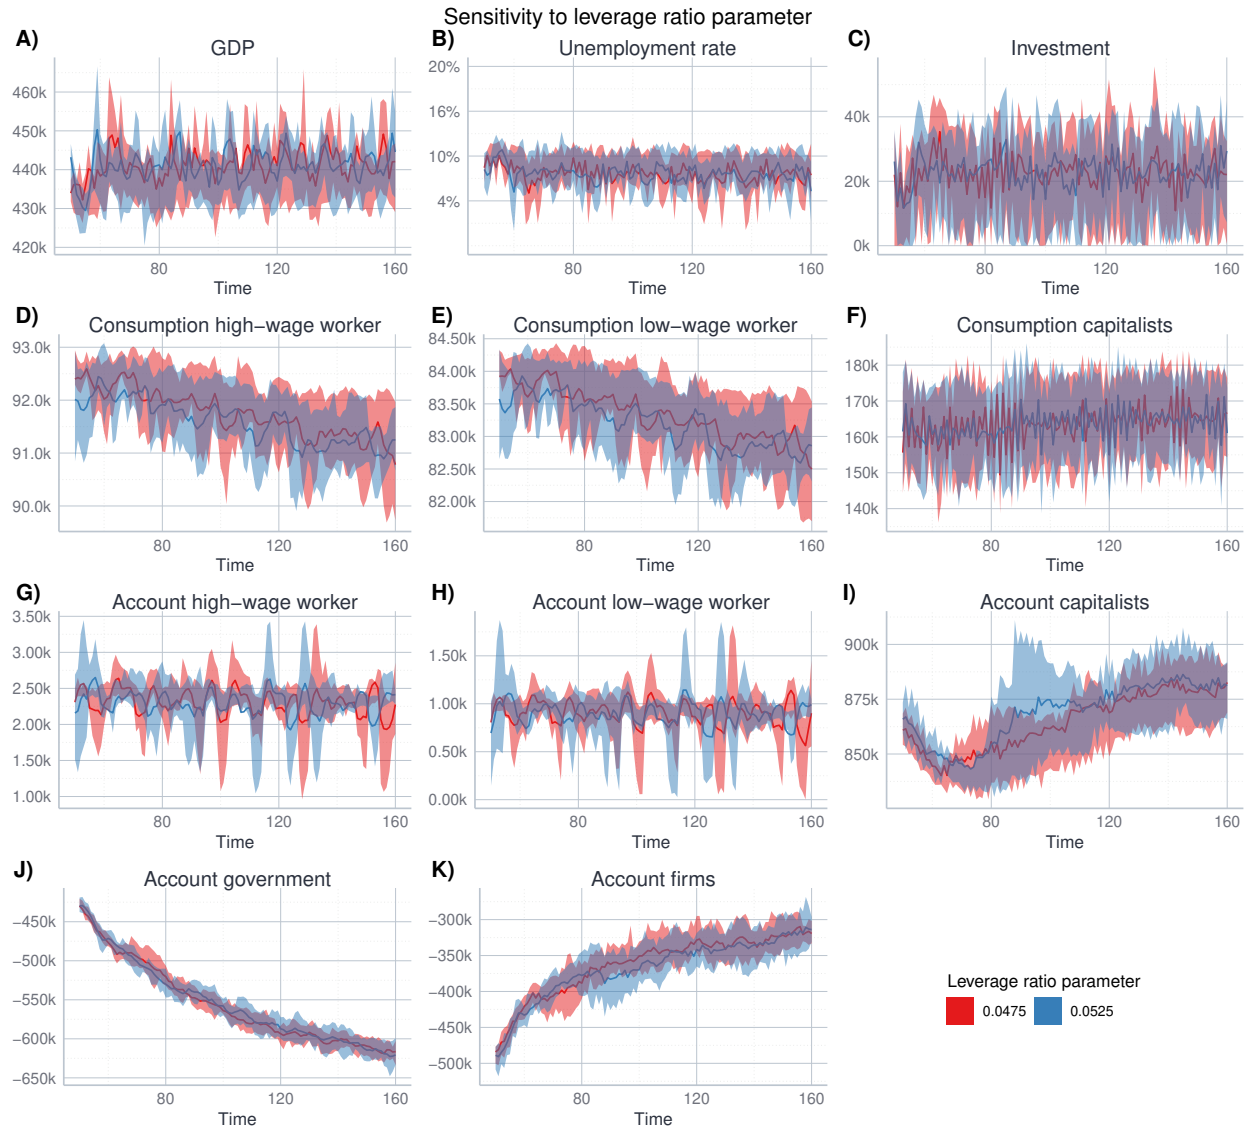 Sensitivity to leverage ratio parameter
A)
GDP
460k
450k
440k
430k
420k
80
120
160
Time
B)
Unemployment rate
20%
16%
10%
4%
80
120
160
Time
C)
Investment
40k
20k
0k
80
120
160
Time
D)
Consumption high−wage worker
93.0k
92.0k
91.0k
90.0k
80
120
160
Time
E)
Consumption low−wage worker
84.50k
84.00k
83.50k
83.00k
82.50k
82.00k
80
120
160
Time
F)
Consumption capitalists
180k
170k
160k
150k
140k
80
120
160
Time
G)
Account high−wage worker
3.50k
3.00k
2.50k
2.00k
1.50k
1.00k
80
120
160
Time
H)
Account low−wage worker
1.50k
1.00k
0.50k
0.00k
80
120
160
Time
I)
Account capitalists
900k
875k
850k
80
120
160
Time
J)
Account government
−450k
−500k
−550k
−600k
−650k
80
120
160
Time
K)
Account firms
−300k
−350k
−400k
−450k
−500k
80
120
160
Time
Leverage ratio parameter
0.0475
0.0525